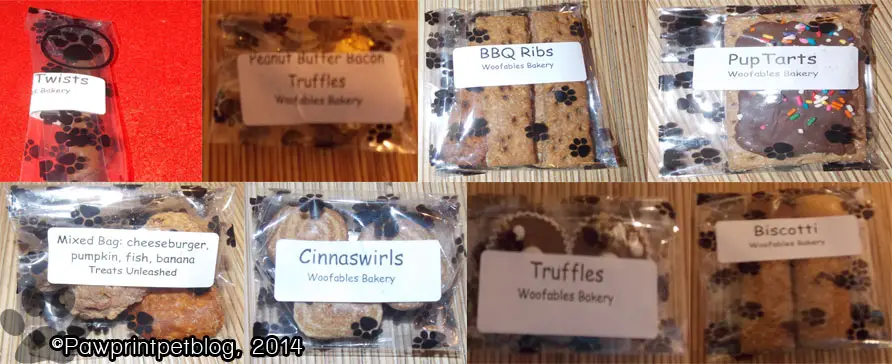 Twists
s Bakery
Peanut Butter Bacon
Truffles
Woofables Bakery
BBQ Ribs
Woofables Bakery
PupTarts
Woofables Bakery
Mixed Bag: cheeseburger,
pumpkin, fish, banana
Treats Unleashed
Cinnaswirls
Woofables Bakery
Truffles
Woofables Bakery
Biscotti
Woofables Bakery
©Pawprintpetblog, 2014